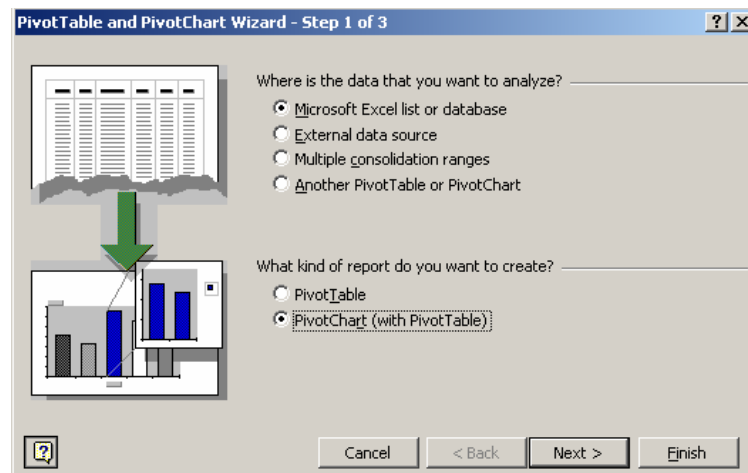 PivotTable and PivotChart Wizard - Step 1 of 3
Where is the data that you want to analyze?
Microsoft Excel list or database
External data source
Multiple consolidation ranges
Another PivotTable or PivotChart
What kind of report do you want to create?
PivotTable
PivotChart (with PivotTable)
Cancel
< Back
Next >
Finish